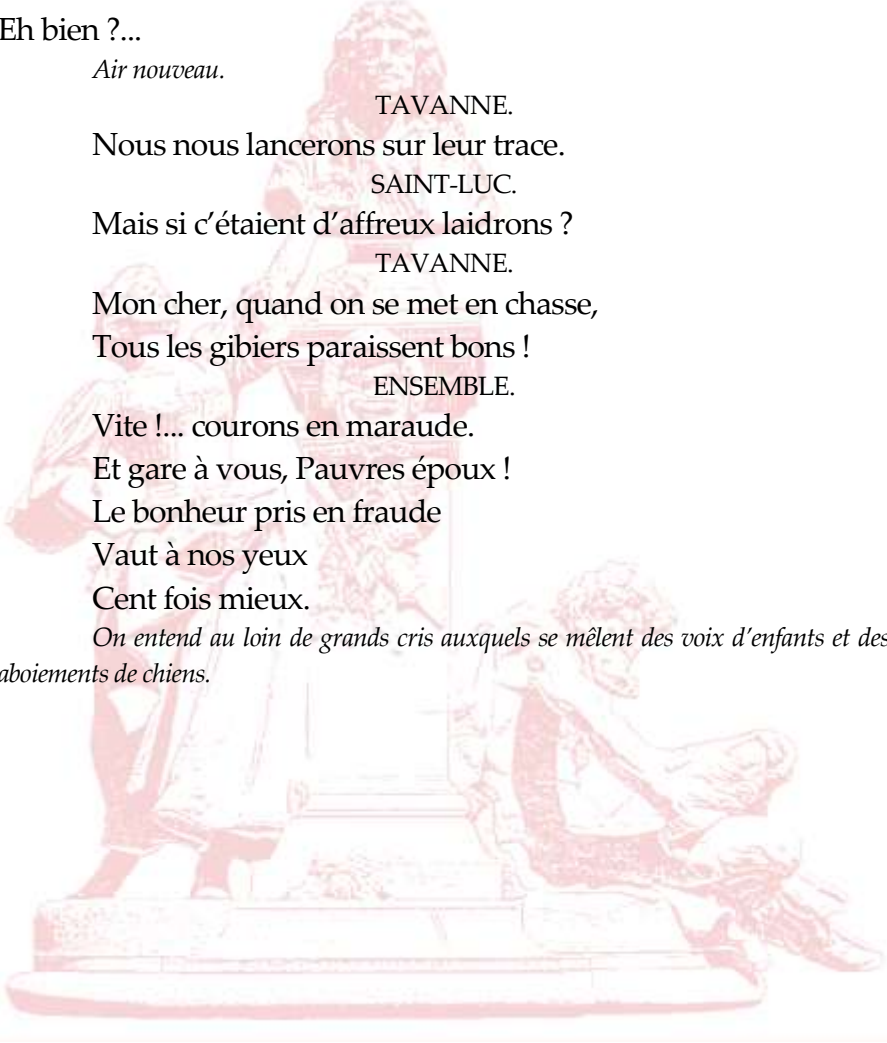 Eh bien ?...
Air nouveau.
TAVANNE.
Nous nous lancerons sur leur trace.
SAINT-LUC.
Mais si c’étaient d’affreux laidrons ?
TAVANNE.
Mon cher, quand on se met en chasse,
Tous les gibiers paraissent bons !
ENSEMBLE.
Vite !... courons en maraude.
Et gare à vous, Pauvres époux !
Le bonheur pris en fraude
Vaut à nos yeux
Cent fois mieux.
On entend au loin de grands cris auxquels se mêlent des voix d’enfants et des
aboiements de chiens.